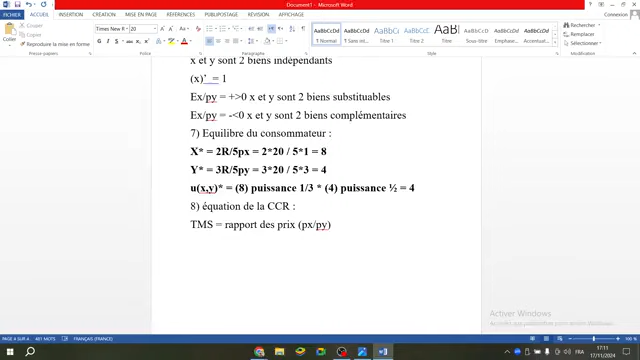 Document1 - Microsoft Word
Connexion
FICHIER ACCUEIL INSERTION CRÉATION MISE EN PAGE RÉFÉRENCES PUBLIPOSTAGE RÉVISION AFFICHAGE
Couper
Copier
Coller
Reproduire la mise en forme
Presse-papiers
Times New R 20
Police
Paragraphe
AaBbCcDd AaBbCcDd AaBbC AaBbCcD AaB AaBbCcD AaBbCcDd AaBbCcDd
¶ Normal Sans int... Titre 1 Titre 2 Titre Sous-titre Emphase... Accentuat...
Style
Rechercher
Remplacer
Sélectionner
Modification
x et y sont 2 biens indépendants
(x)’ = 1
Ex/py = +>0 x et y sont 2 biens substituables
Ex/py = -<0 x et y sont 2 biens complémentaires
7) Equilibre du consommateur :
X* = 2R/5px = 2*20 / 5*1 = 8
Y* = 3R/5py = 3*20 / 5*3 = 4
u(x,y)* = (8) puissance 1/3 * (4) puissance ½ = 4
8) équation de la CCR :
TMS = rapport des prix (px/py)
Activer Windows
PAGE 4 SUR 4 461 MOTS FRANÇAIS (FRANCE)
100 %
FRA
17:11
17/11/2024